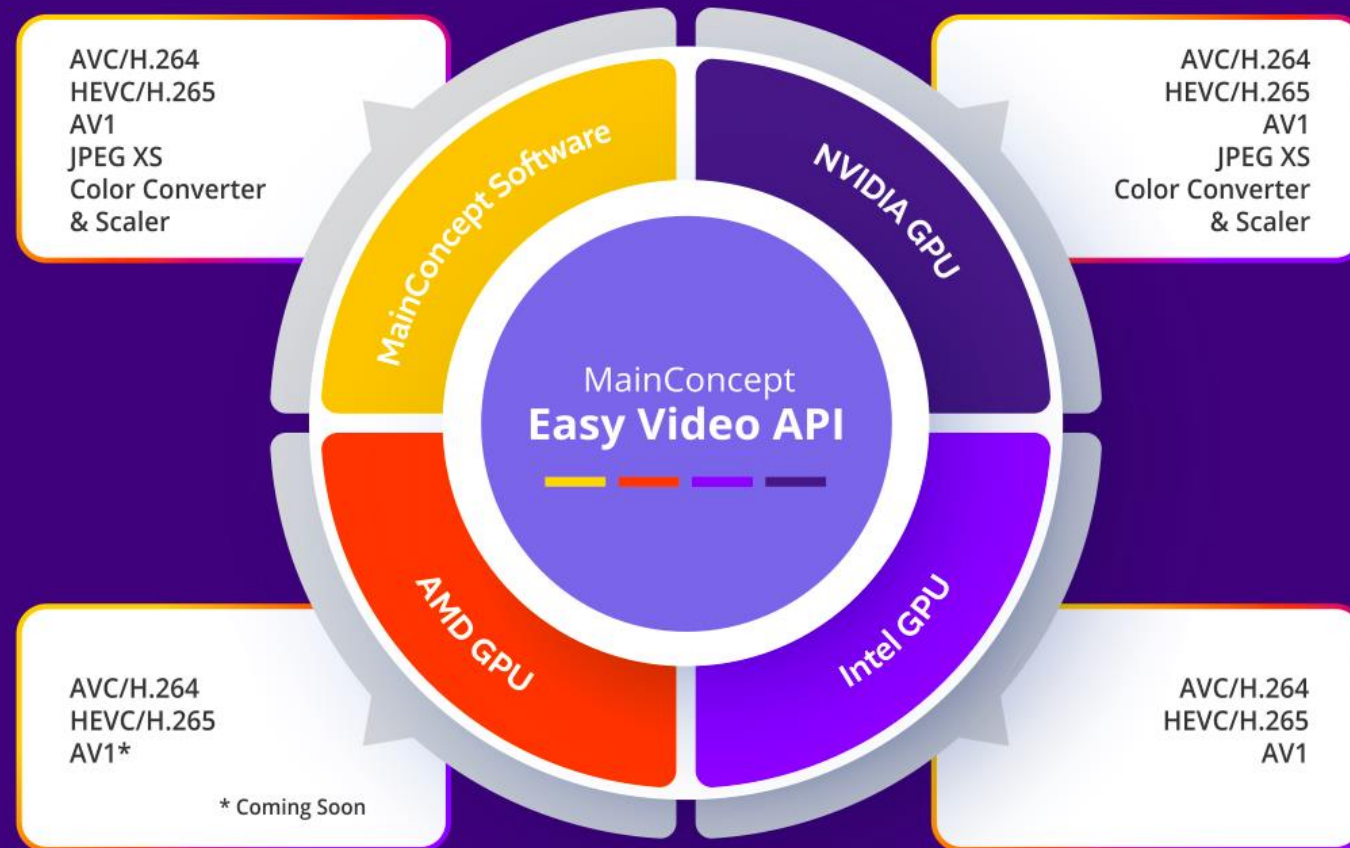 AVC/H.264
HEVC/H.265
AV1
JPEG XS
Color Converter
& Scaler
AVC/H.264
HEVC/H.265
AV1
JPEG XS
Color Converter
& Scaler
MainConcept Software
NVIDIA GPU
MainConcept
Easy Video API
AMD GPU
Intel GPU
AVC/H.264
HEVC/H.265
AV1*
* Coming Soon
AVC/H.264
HEVC/H.265
AV1